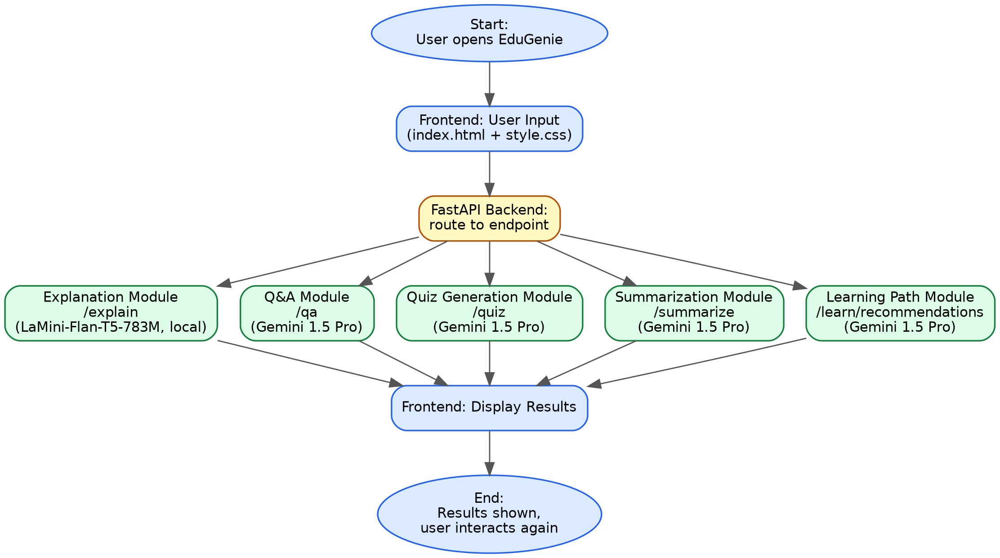 Start:
User opens EduGenie
Frontend: User Input
(index.html + style.css)
FastAPI Backend:
route to endpoint
Explanation Module
/explain
(LaMini-Flan-T5-783M, local)
Q&A Module
/qa
(Gemini 1.5 Pro)
Quiz Generation Module
/quiz
(Gemini 1.5 Pro)
Summarization Module
/summarize
(Gemini 1.5 Pro)
Learning Path Module
/learn/recommendations
(Gemini 1.5 Pro)
Frontend: Display Results
End:
Results shown,
user interacts again